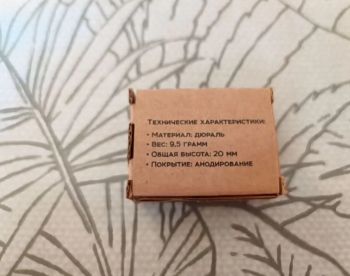 Технические характеристики:
• Материал: дюраль
• Вес: 9,5 грамм
• Общая высота: 20 мм
• Покрытие: анодирование